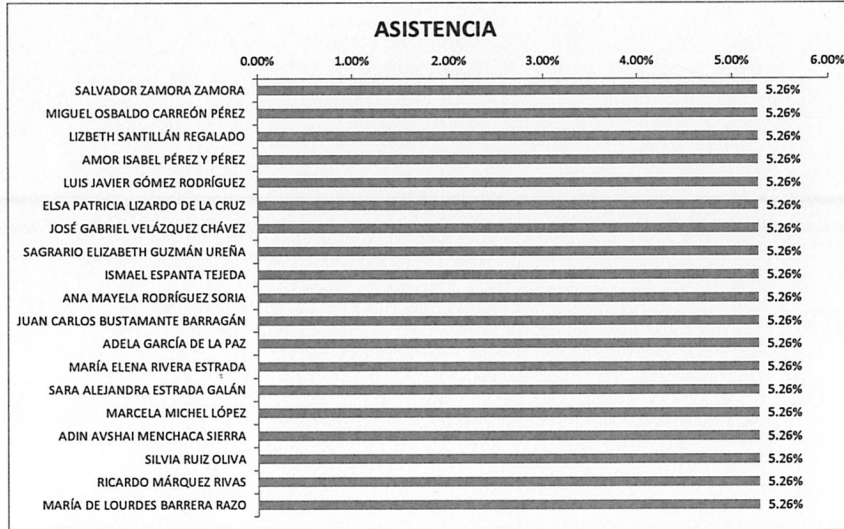 ASISTENCIA
0.00% 1.00% 2.00% 3.00% 4.00% 5.00% 6.00%
SALVADOR ZAMORA ZAMORA 5.26%
MIGUEL OSBALDO CARREÓN PÉREZ 5.26%
LIZBETH SANTILLÁN REGALADO 5.26%
AMOR ISABEL PÉREZ Y PÉREZ 5.26%
LUIS JAVIER GÓMEZ RODRÍGUEZ 5.26%
ELSA PATRICIA LIZARDO DE LA CRUZ 5.26%
JOSÉ GABRIEL VELÁZQUEZ CHÁVEZ 5.26%
SAGRARIO ELIZABETH GUZMÁN UREÑA 5.26%
ISMAEL ESPANTA TEJEDA 5.26%
ANA MAYELA RODRÍGUEZ SORIA 5.26%
JUAN CARLOS BUSTAMANTE BARRAGÁN 5.26%
ADELA GARCÍA DE LA PAZ 5.26%
MARÍA ELENA RIVERA ESTRADA 5.26%
SARA ALEJANDRA ESTRADA GALÁN 5.26%
MARCELA MICHEL LÓPEZ 5.26%
ADIN AVSHAI MENCHACA SIERRA 5.26%
SILVIA RUIZ OLIVA 5.26%
RICARDO MÁRQUEZ RIVAS 5.26%
MARÍA DE LOURDES BARRERA RAZO 5.26%